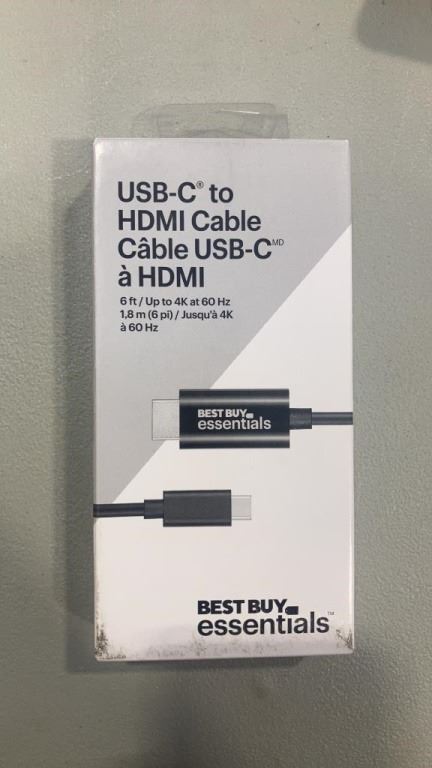 USB-C® to
HDMI Cable
Câble USB-Cᴹᴰ
à HDMI
6 ft / Up to 4K at 60 Hz
1,8 m (6 pi) / Jusqu'à 4K
à 60 Hz
BEST BUY
essentials
BEST BUY
essentials™